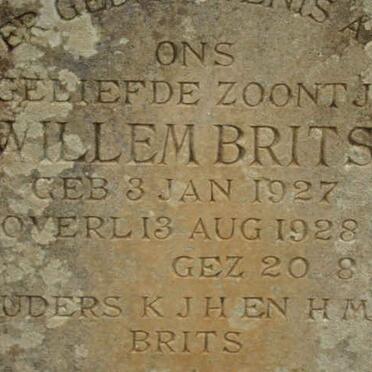 ONS
GELIEFDE ZOONTJ
WILLEM BRITS
GEB 3 JAN 1927
OVERL 13 AUG 1928
GEZ 20 8
UDERS K J H EN H M
BRITS